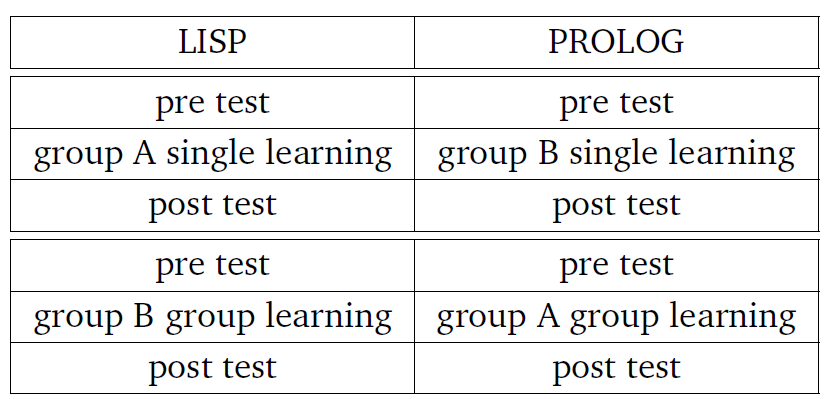 LISP PROLOG
pre test pre test
group A single learning group B single learning
post test post test
pre test pre test
group B group learning group A group learning
post test post test